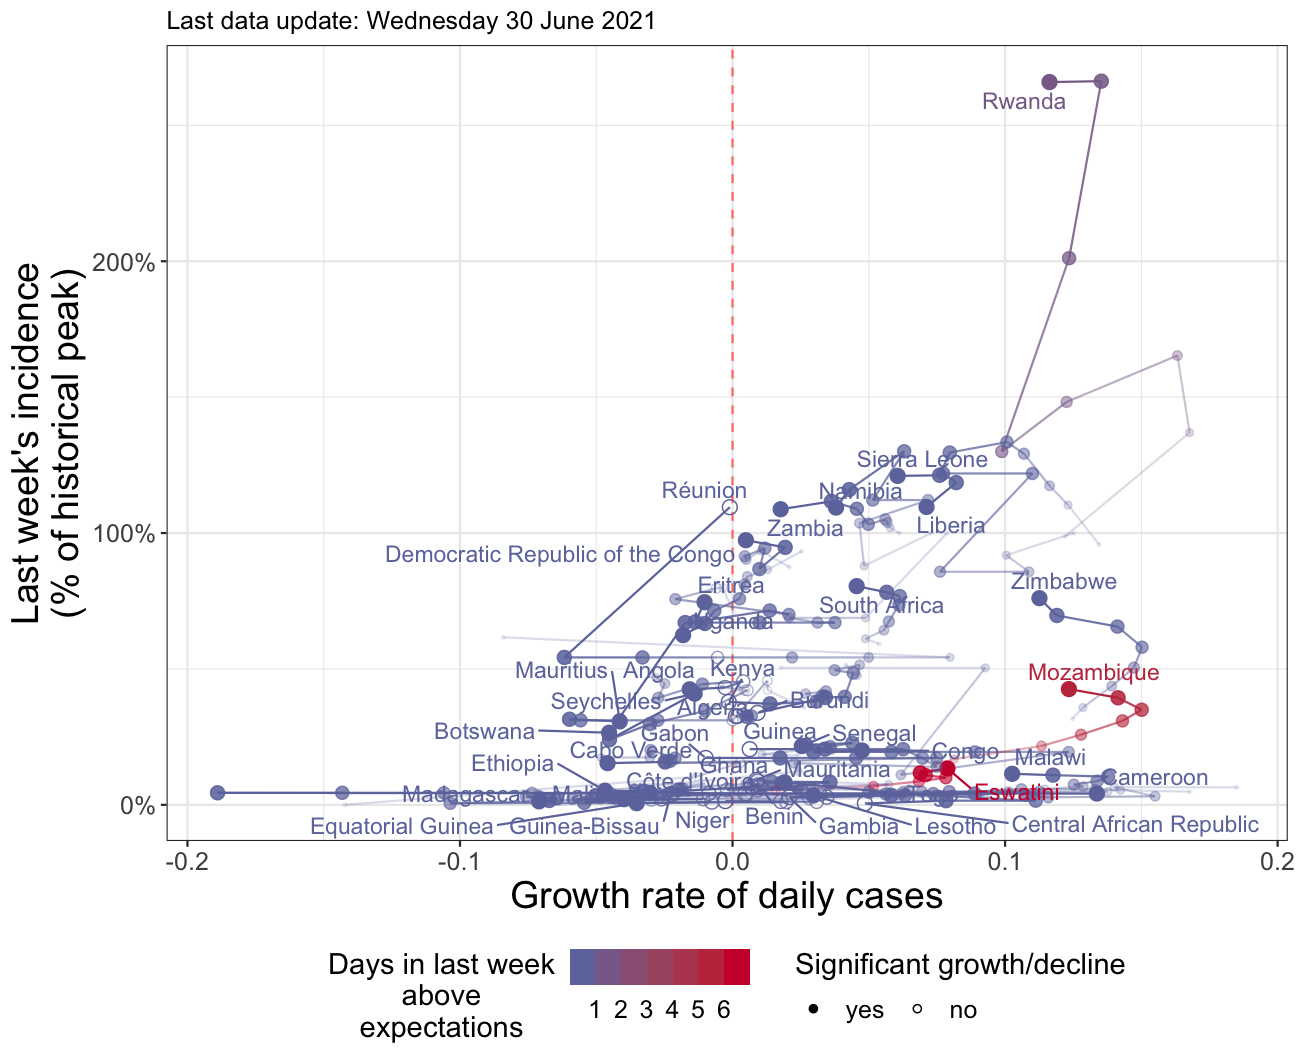 Last data update: Wednesday 30 June 2021
Last week's incidence
(% of historical peak)
200%
100%
0%
Rwanda
Sierra Leone
Réunion
Namibia
Zambia
Liberia
Democratic Republic of the Congo
Eritrea
Zimbabwe
South Africa
Uganda
Mauritius
Angola
Kenya
Mozambique
Seychelles
Algeria
Burundi
Botswana
Gabon
Guinea
Senegal
Cabo Verde
Congo
Ethiopia
Ghana
Mauritania
Malawi
Côte d'Ivoire
Cameroon
Madagascar
Eswatini
Equatorial Guinea
Guinea-Bissau
Niger
Benin
Gambia
Lesotho
Central African Republic
-0.2
-0.1
0.0
0.1
0.2
Growth rate of daily cases
Days in last week
above
expectations
1 2 3 4 5 6
Significant growth/decline
yes no